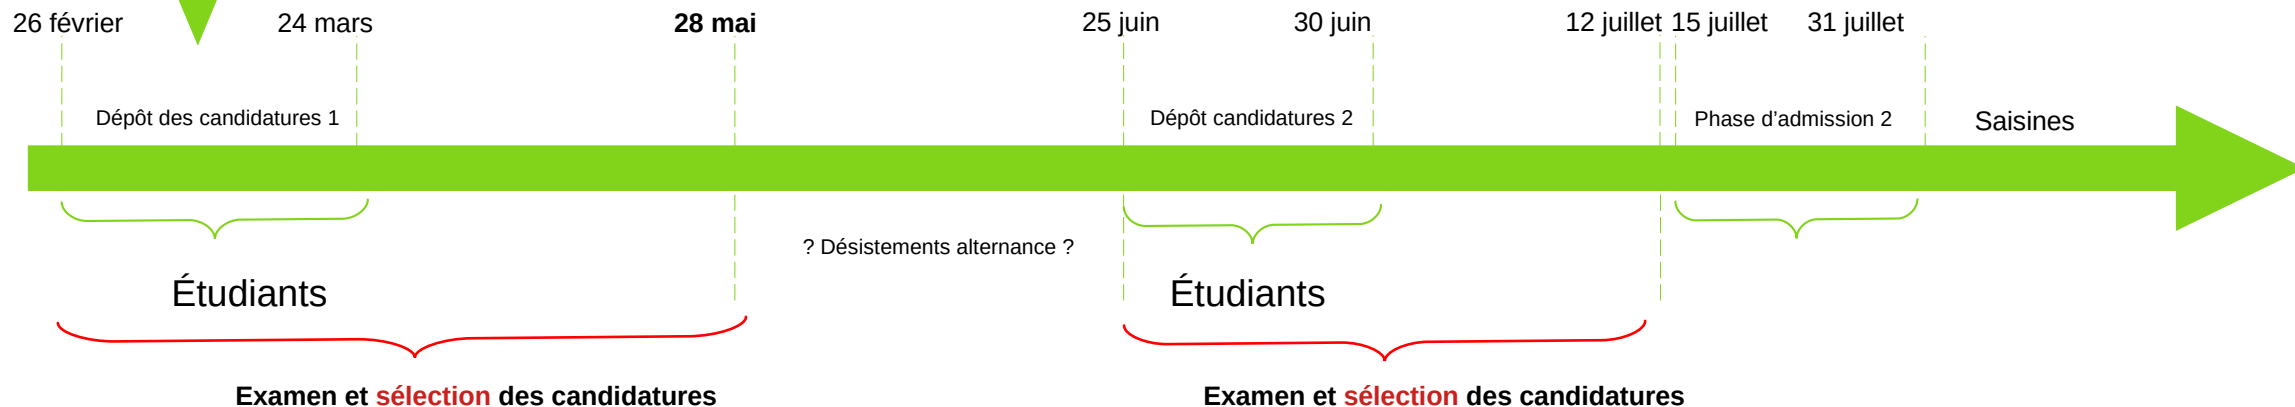 26 février 24 mars 28 mai 25 juin 30 juin 12 juillet 15 juillet 31 juillet
Dépôt des candidatures 1 Dépôt candidatures 2 Phase d’admission 2 Saisines
? Désistements alternance ?
Étudiants Étudiants
Examen et sélection des candidatures Examen et sélection des candidatures